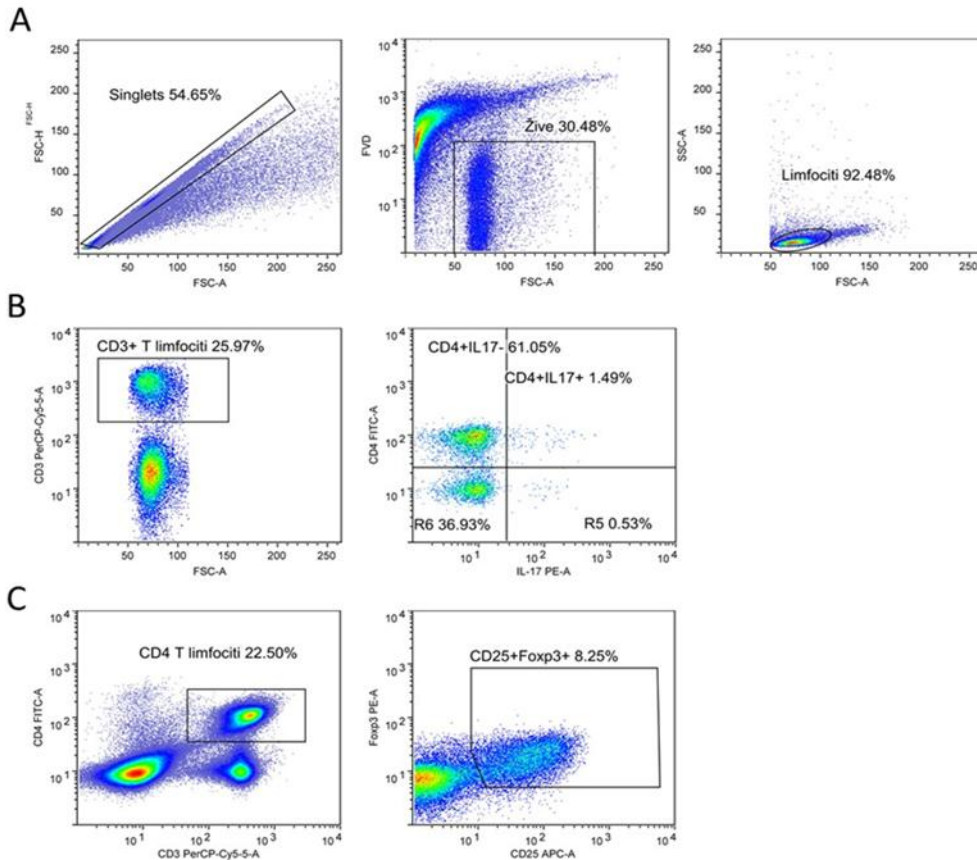 A
250
200
150
100
50
FSC-H
FSC-H
Singlets 54.65%
50 100 150 200 250
FSC-A
10^4
10^3
10^2
10^1
FVD
Žive 30.48%
50 100 150 200 250
FSC-A
250
200
150
100
50
SSC-A
Limfociti 92.48%
50 100 150 200 250
FSC-A
B
10^4
10^3
10^2
10^1
CD3 PerCP-Cy5-5-A
CD3+ T limfociti 25.97%
50 100 150 200 250
FSC-A
10^4
10^3
10^2
10^1
CD4 FITC-A
CD4+IL17- 61.05%
CD4+IL17+ 1.49%
R6 36.93%
R5 0.53%
10^1 10^2 10^3 10^4
IL-17 PE-A
C
10^4
10^3
10^2
10^1
CD4 FITC-A
CD4 T limfociti 22.50%
10^1 10^2 10^3 10^4
CD3 PerCP-Cy5-5-A
10^4
10^3
10^2
10^1
Foxp3 PE-A
CD25+Foxp3+ 8.25%
10^1 10^2 10^3 10^4
CD25 APC-A